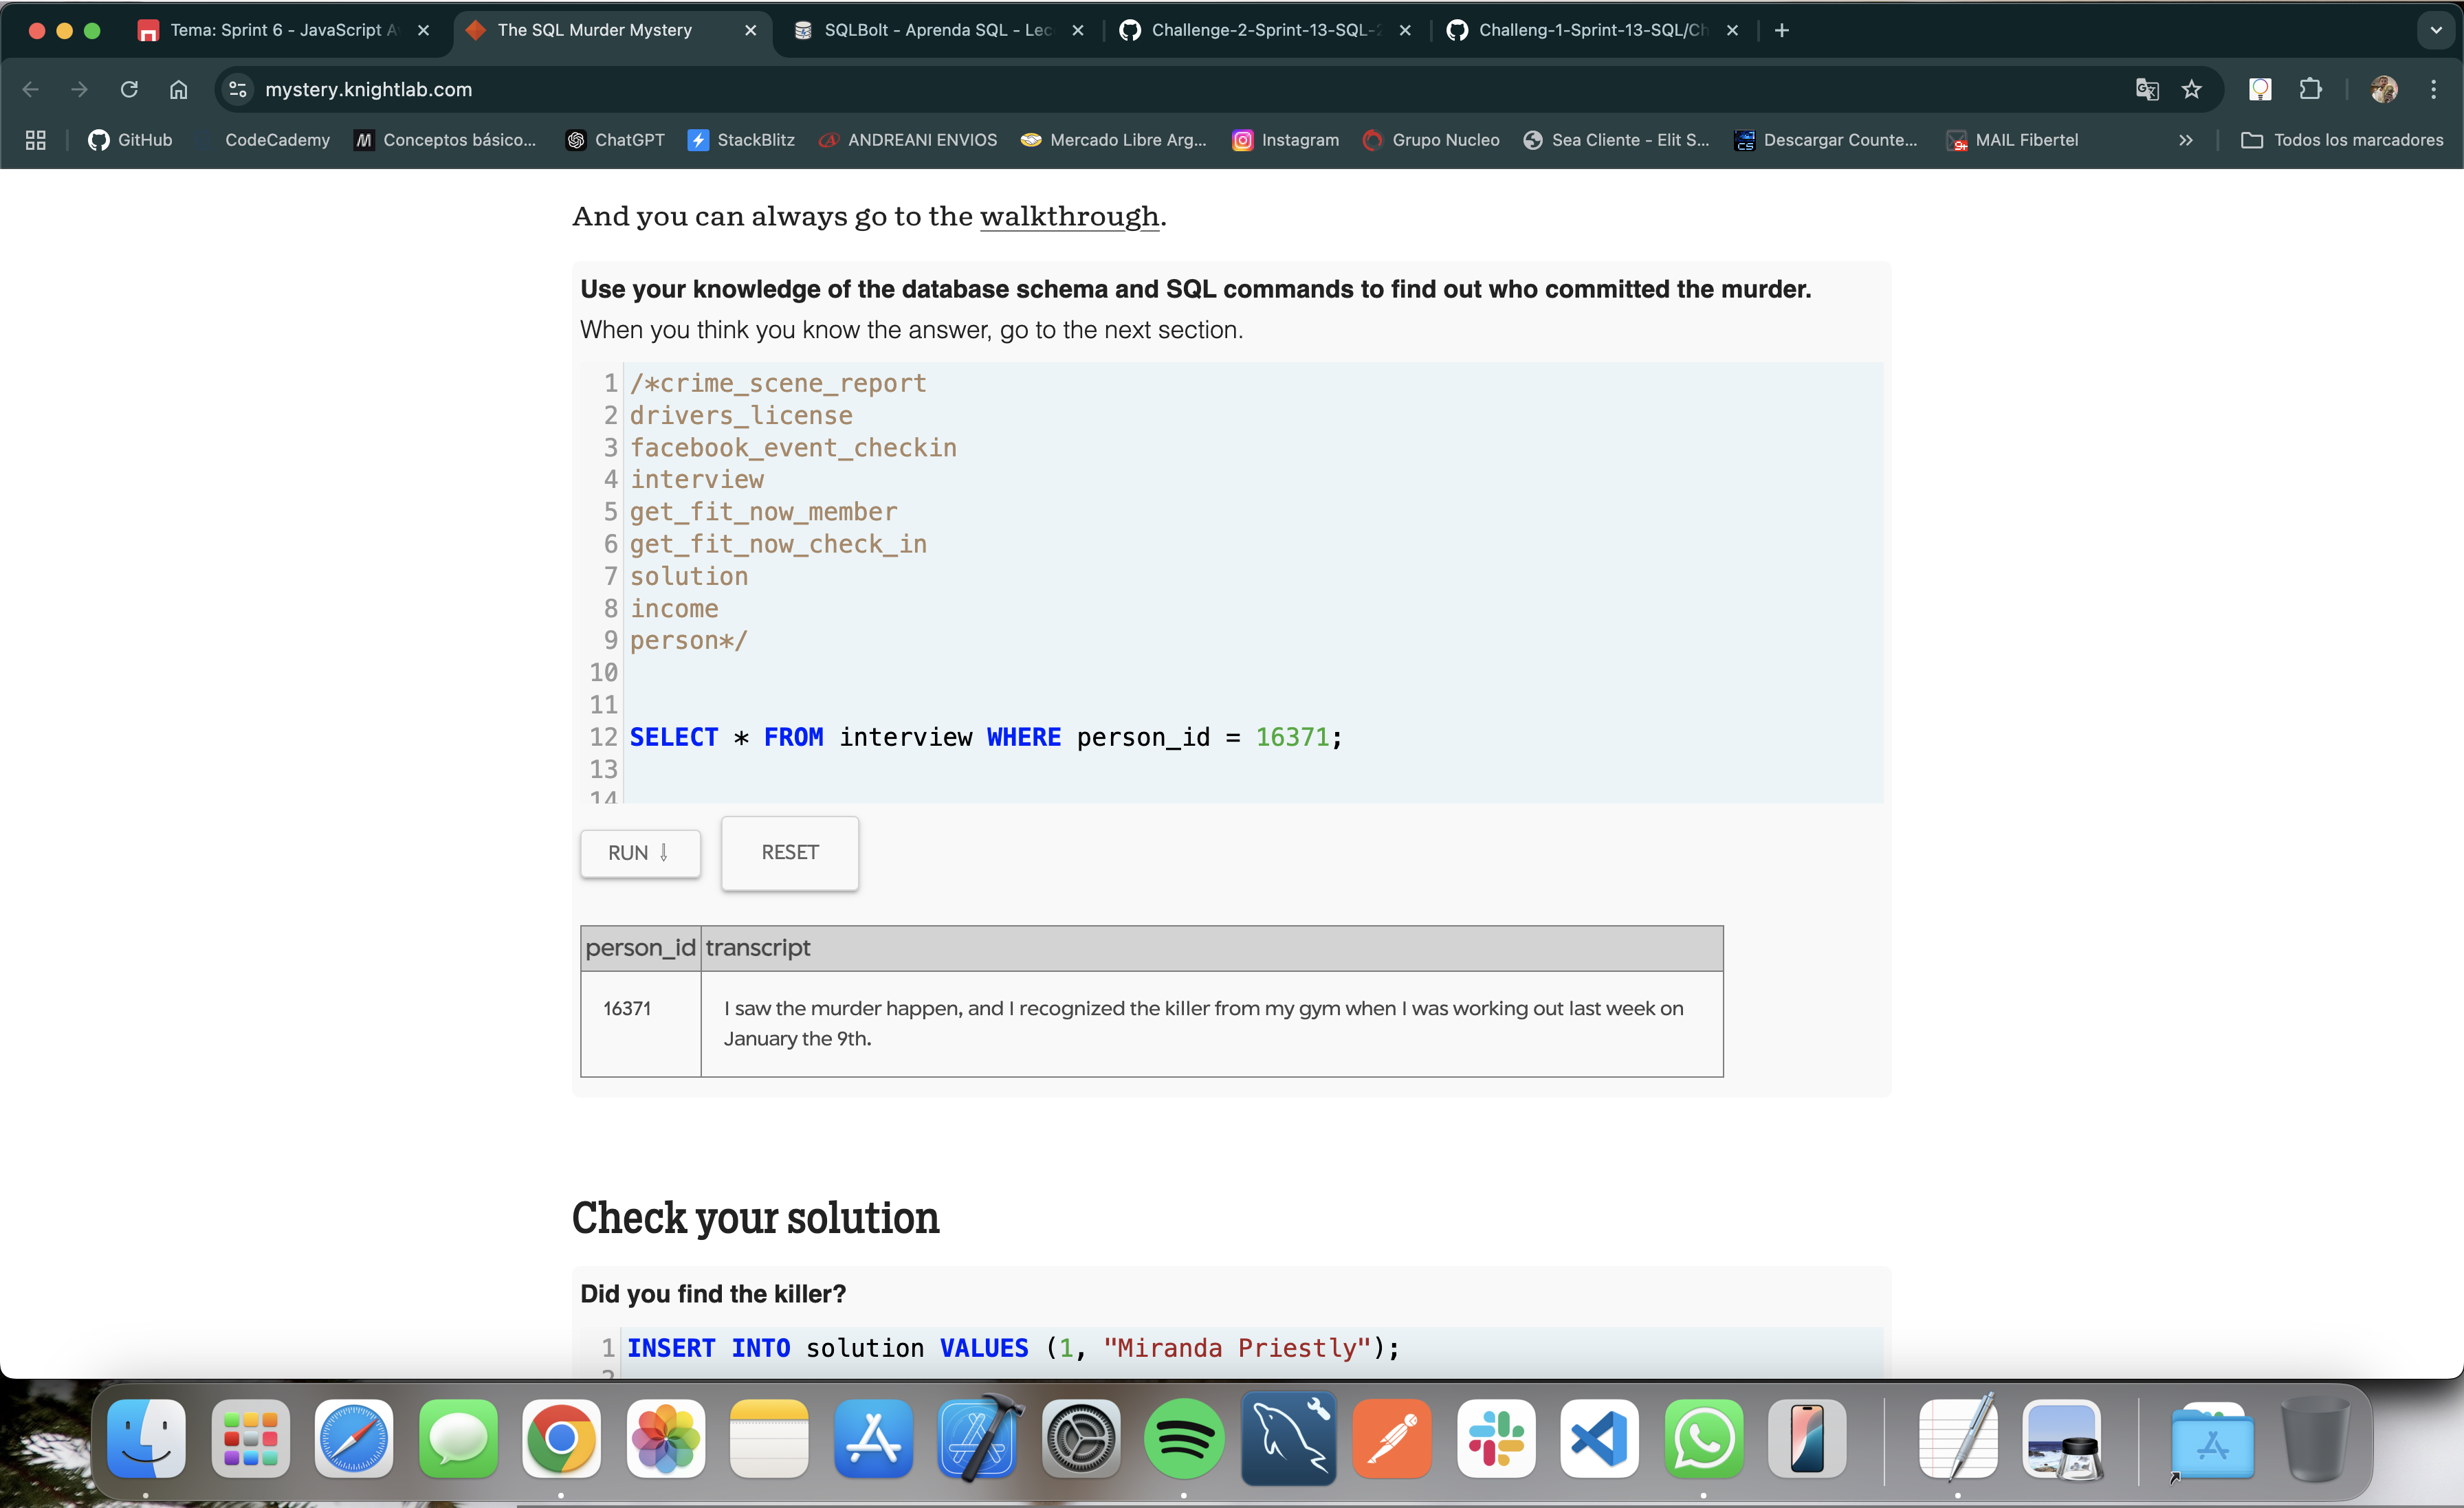 Tema: Sprint 6 - JavaScript A
The SQL Murder Mystery
SQLBolt - Aprenda SQL - Lec
Challenge-2-Sprint-13-SQL-2
Challeng-1-Sprint-13-SQL/Ch
mystery.knightlab.com
GitHub
CodeCademy
Conceptos básico...
ChatGPT
StackBlitz
ANDREANI ENVIOS
Mercado Libre Arg...
Instagram
Grupo Nucleo
Sea Cliente - Elit S...
Descargar Counte...
MAIL Fibertel
Todos los marcadores
And you can always go to the walkthrough.
Use your knowledge of the database schema and SQL commands to find out who committed the murder.
When you think you know the answer, go to the next section.
1 /*crime_scene_report
2 drivers_license
3 facebook_event_checkin
4 interview
5 get_fit_now_member
6 get_fit_now_check_in
7 solution
8 income
9 person*/
10
11
12 SELECT * FROM interview WHERE person_id = 16371;
13
14
RUN ↓
RESET
person_id transcript
16371 I saw the murder happen, and I recognized the killer from my gym when I was working out last week on
January the 9th.
Check your solution
Did you find the killer?
1 INSERT INTO solution VALUES (1, "Miranda Priestly");
2